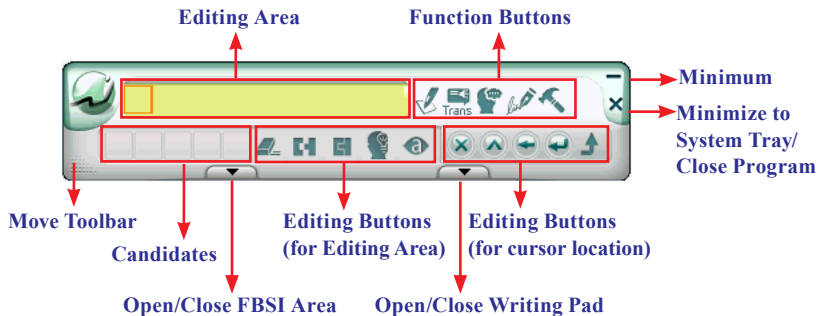 Editing Area
Function Buttons
Minimum
Trans
a
Minimize to
System Tray/
Close Program
Move Toolbar
Candidates
Editing Buttons
(for Editing Area)
Editing Buttons
(for cursor location)
Open/Close FBSI Area
Open/Close Writing Pad